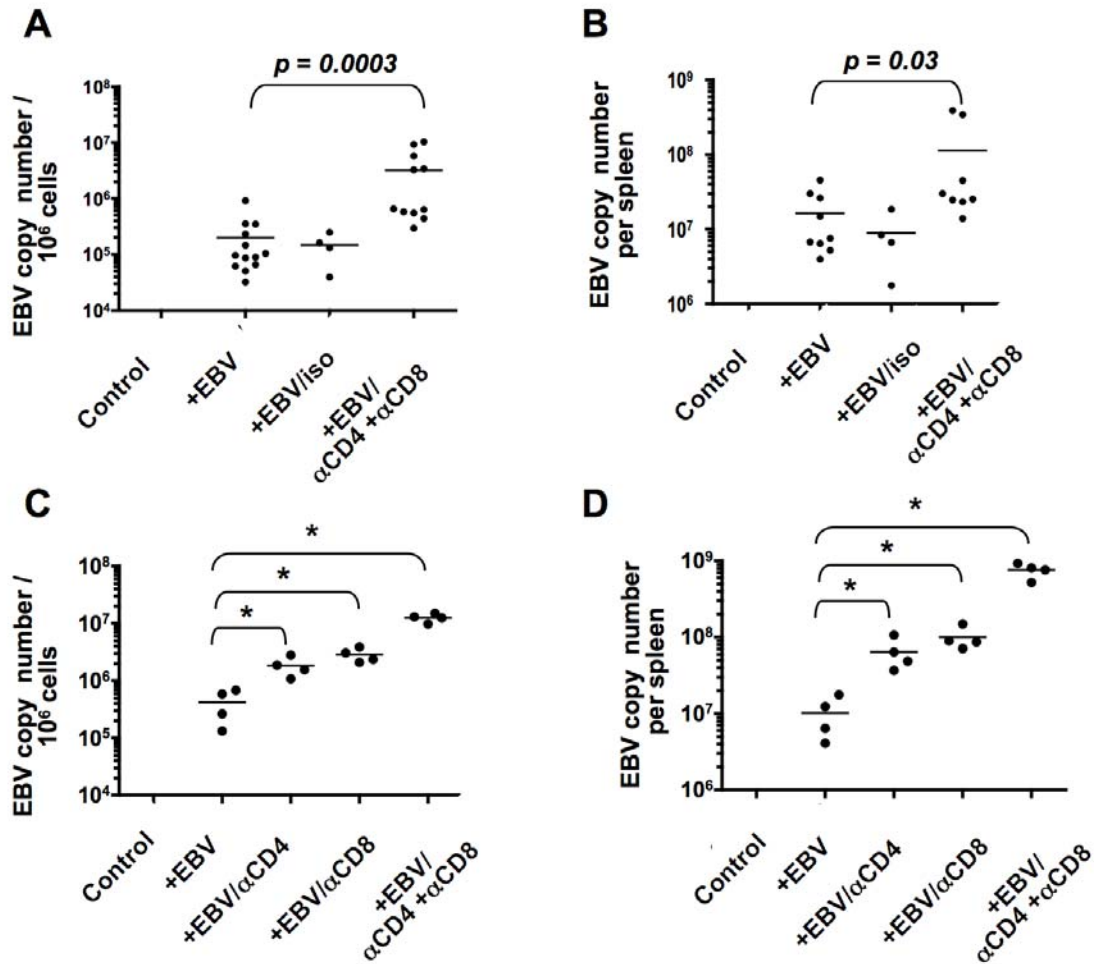 A
p = 0.0003
EBV copy number /
10⁶ cells
10⁸
10⁷
10⁶
10⁵
10⁴
Control
+EBV
+EBV/iso
+EBV/
αCD4 +αCD8
B
p = 0.03
EBV copy number
per spleen
10⁹
10⁸
10⁷
10⁶
Control
+EBV
+EBV/iso
+EBV/
αCD4 +αCD8
C
*
*
*
EBV copy number /
10⁶ cells
10⁸
10⁷
10⁶
10⁵
10⁴
Control
+EBV
+EBV/αCD4
+EBV/αCD8
+EBV/
αCD4 +αCD8
D
*
*
*
EBV copy number
per spleen
10⁹
10⁸
10⁷
10⁶
Control
+EBV
+EBV/αCD4
+EBV/αCD8
+EBV/
αCD4 +αCD8